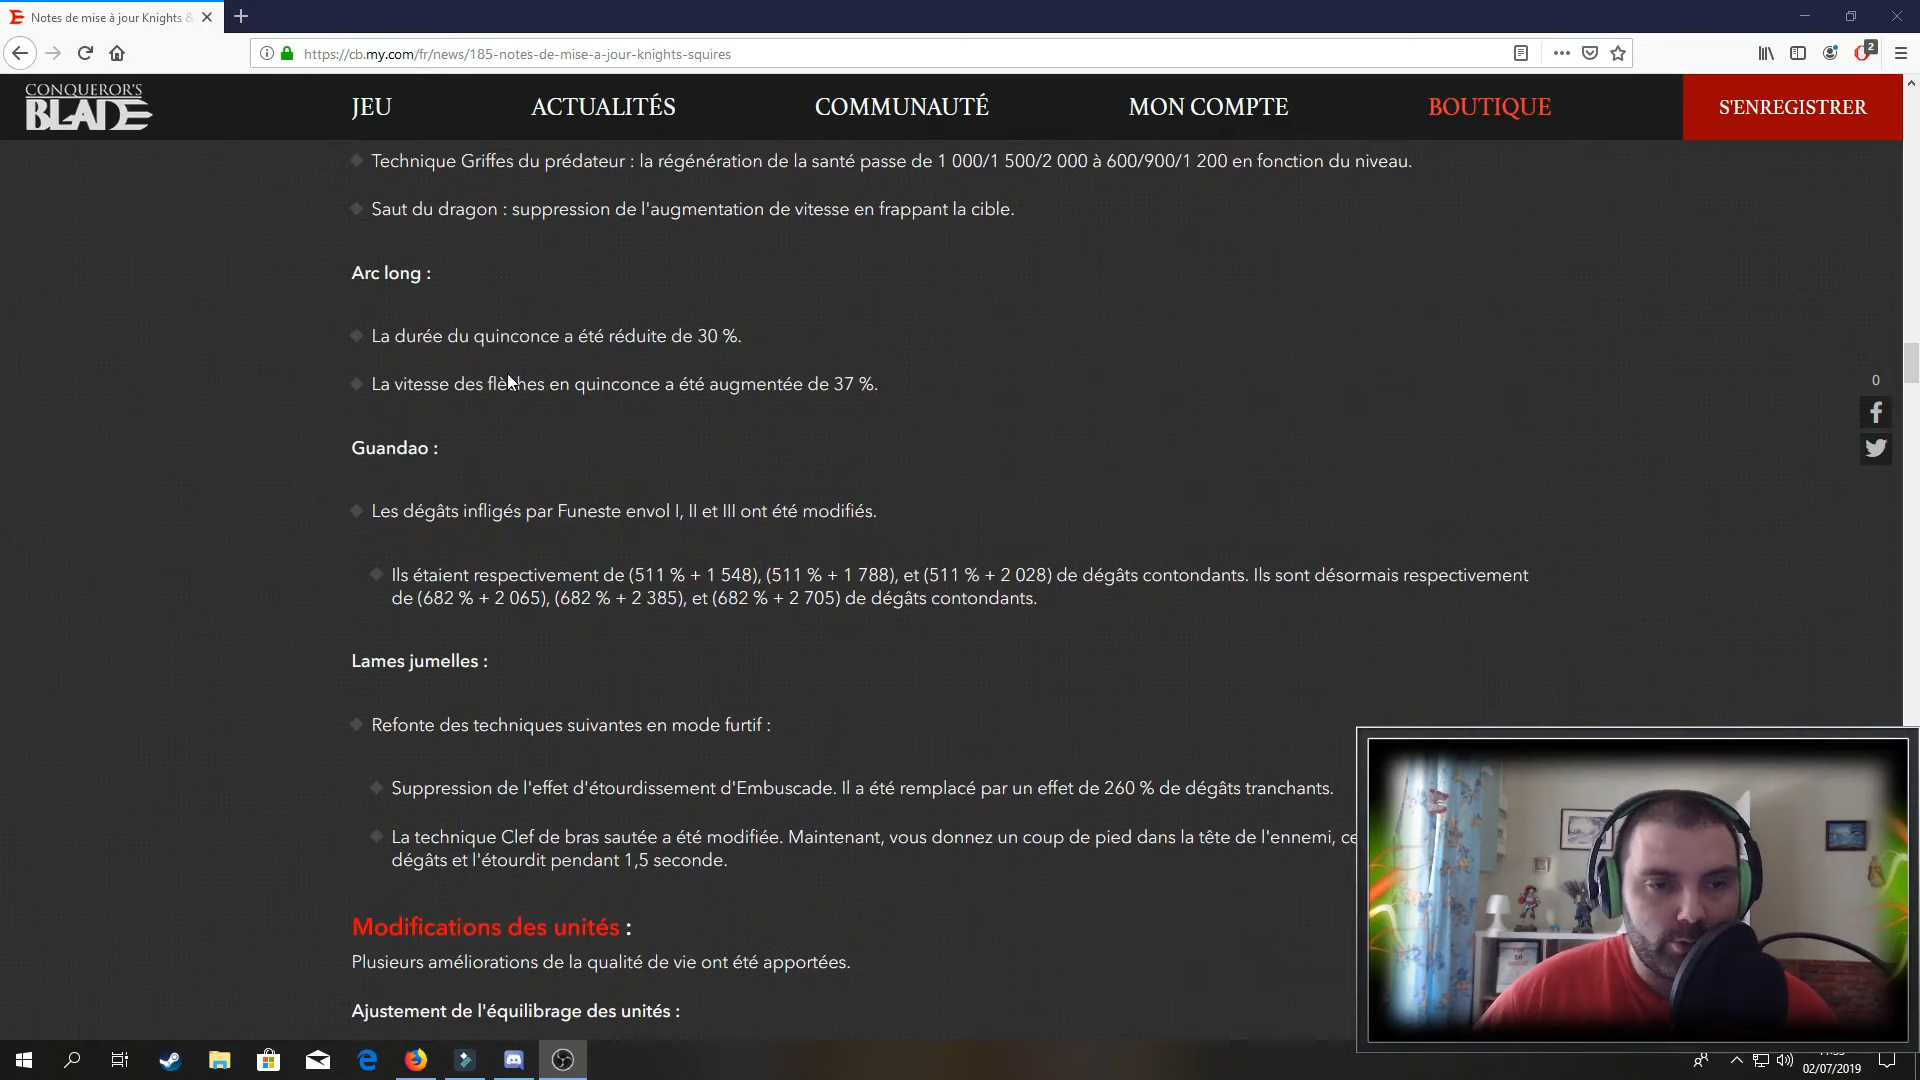 Notes de mise à jour Knights &
https://cb.my.com/fr/news/185-notes-de-mise-a-jour-knights-squires
2
CONQUEROR'S
BLADE
JEU
ACTUALITÉS
COMMUNAUTÉ
MON COMPTE
BOUTIQUE
S'ENREGISTRER
Technique Griffes du prédateur : la régénération de la santé passe de 1 000/1 500/2 000 à 600/900/1 200 en fonction du niveau.
Saut du dragon : suppression de l'augmentation de vitesse en frappant la cible.
Arc long :
La durée du quinconce a été réduite de 30 %.
La vitesse des flèches en quinconce a été augmentée de 37 %.
0
Guandao :
Les dégâts infligés par Funeste envol I, II et III ont été modifiés.
Ils étaient respectivement de (511 % + 1 548), (511 % + 1 788), et (511 % + 2 028) de dégâts contondants. Ils sont désormais respectivement
de (682 % + 2 065), (682 % + 2 385), et (682 % + 2 705) de dégâts contondants.
Lames jumelles :
Refonte des techniques suivantes en mode furtif :
Suppression de l'effet d'étourdissement d'Embuscade. Il a été remplacé par un effet de 260 % de dégâts tranchants.
La technique Clef de bras sautée a été modifiée. Maintenant, vous donnez un coup de pied dans la tête de l'ennemi, ce
dégâts et l'étourdit pendant 1,5 seconde.
Modifications des unités :
Plusieurs améliorations de la qualité de vie ont été apportées.
Ajustement de l'équilibrage des unités :
50
02/07/2019